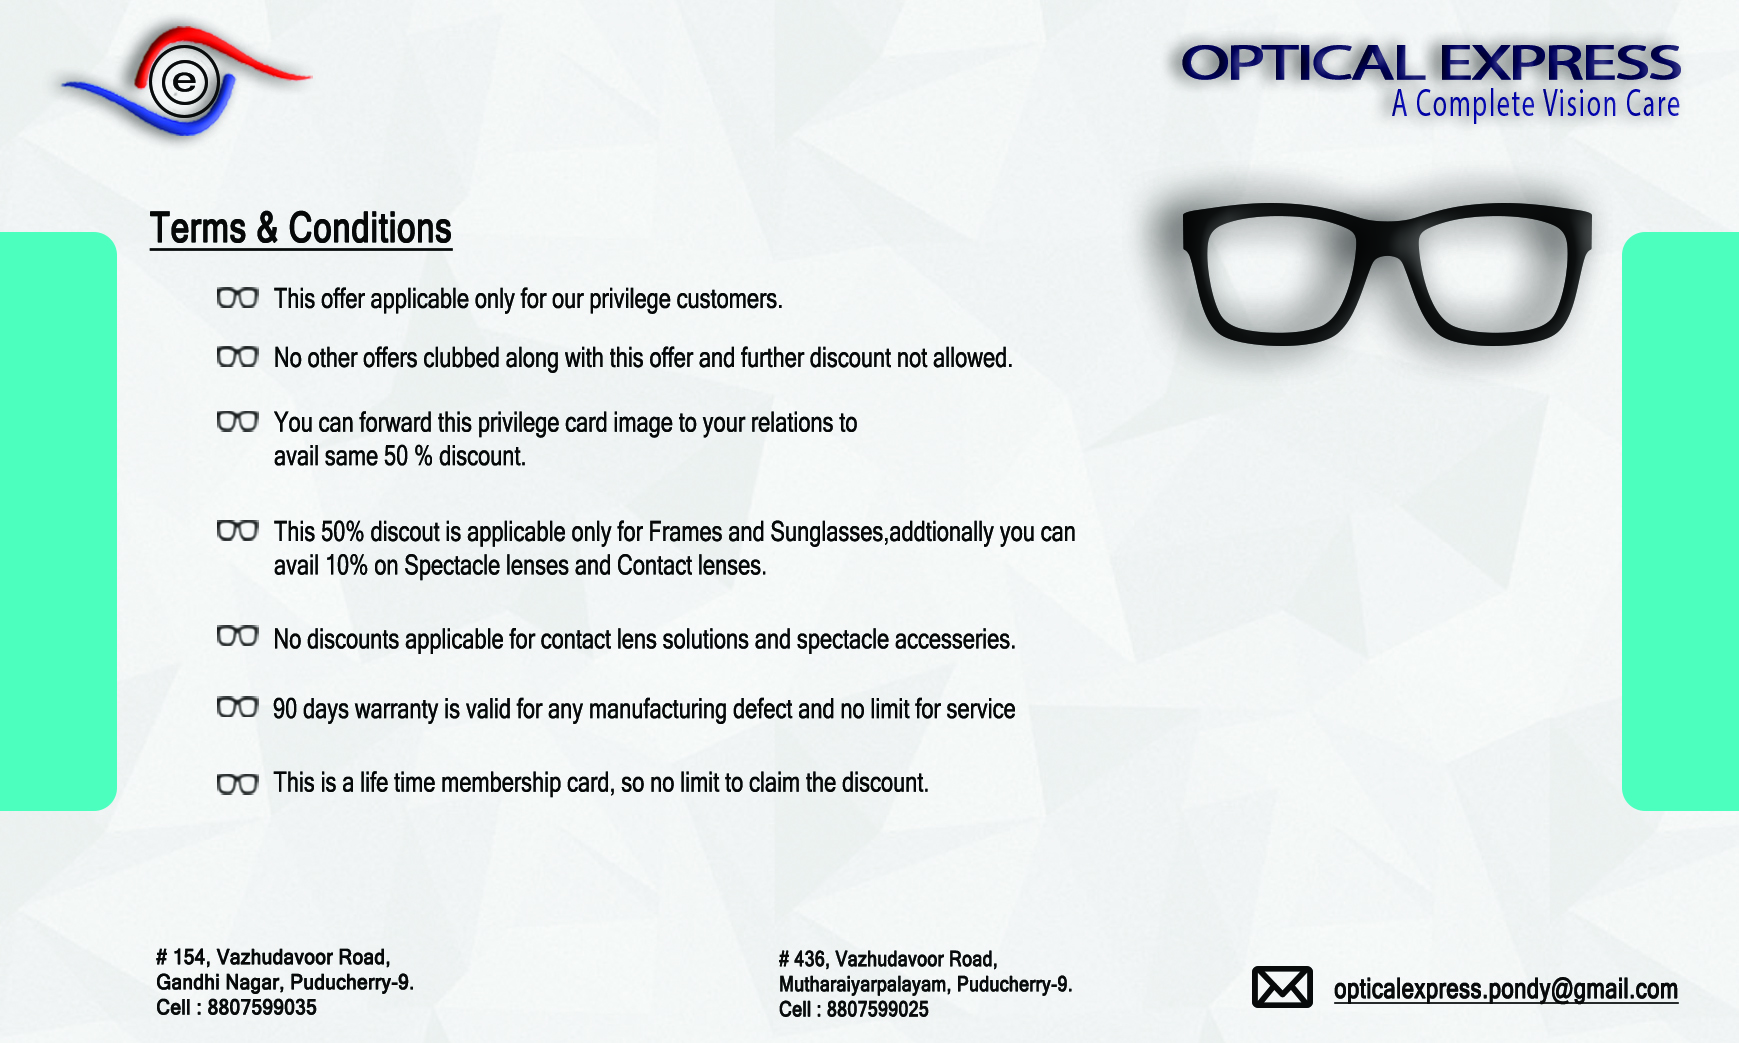 e
OPTICAL EXPRESS
A Complete Vision Care
Terms & Conditions
This offer applicable only for our privilege customers.
No other offers clubbed along with this offer and further discount not allowed.
You can forward this privilege card image to your relations to
avail same 50 % discount.
This 50% discout is applicable only for Frames and Sunglasses,addtionally you can
avail 10% on Spectacle lenses and Contact lenses.
No discounts applicable for contact lens solutions and spectacle accesseries.
90 days warranty is valid for any manufacturing defect and no limit for service
This is a life time membership card, so no limit to claim the discount.
# 154, Vazhudavoor Road,
Gandhi Nagar, Puducherry-9.
Cell : 8807599035
# 436, Vazhudavoor Road,
Mutharaiyarpalayam, Puducherry-9.
Cell : 8807599025
opticalexpress.pondy@gmail.com